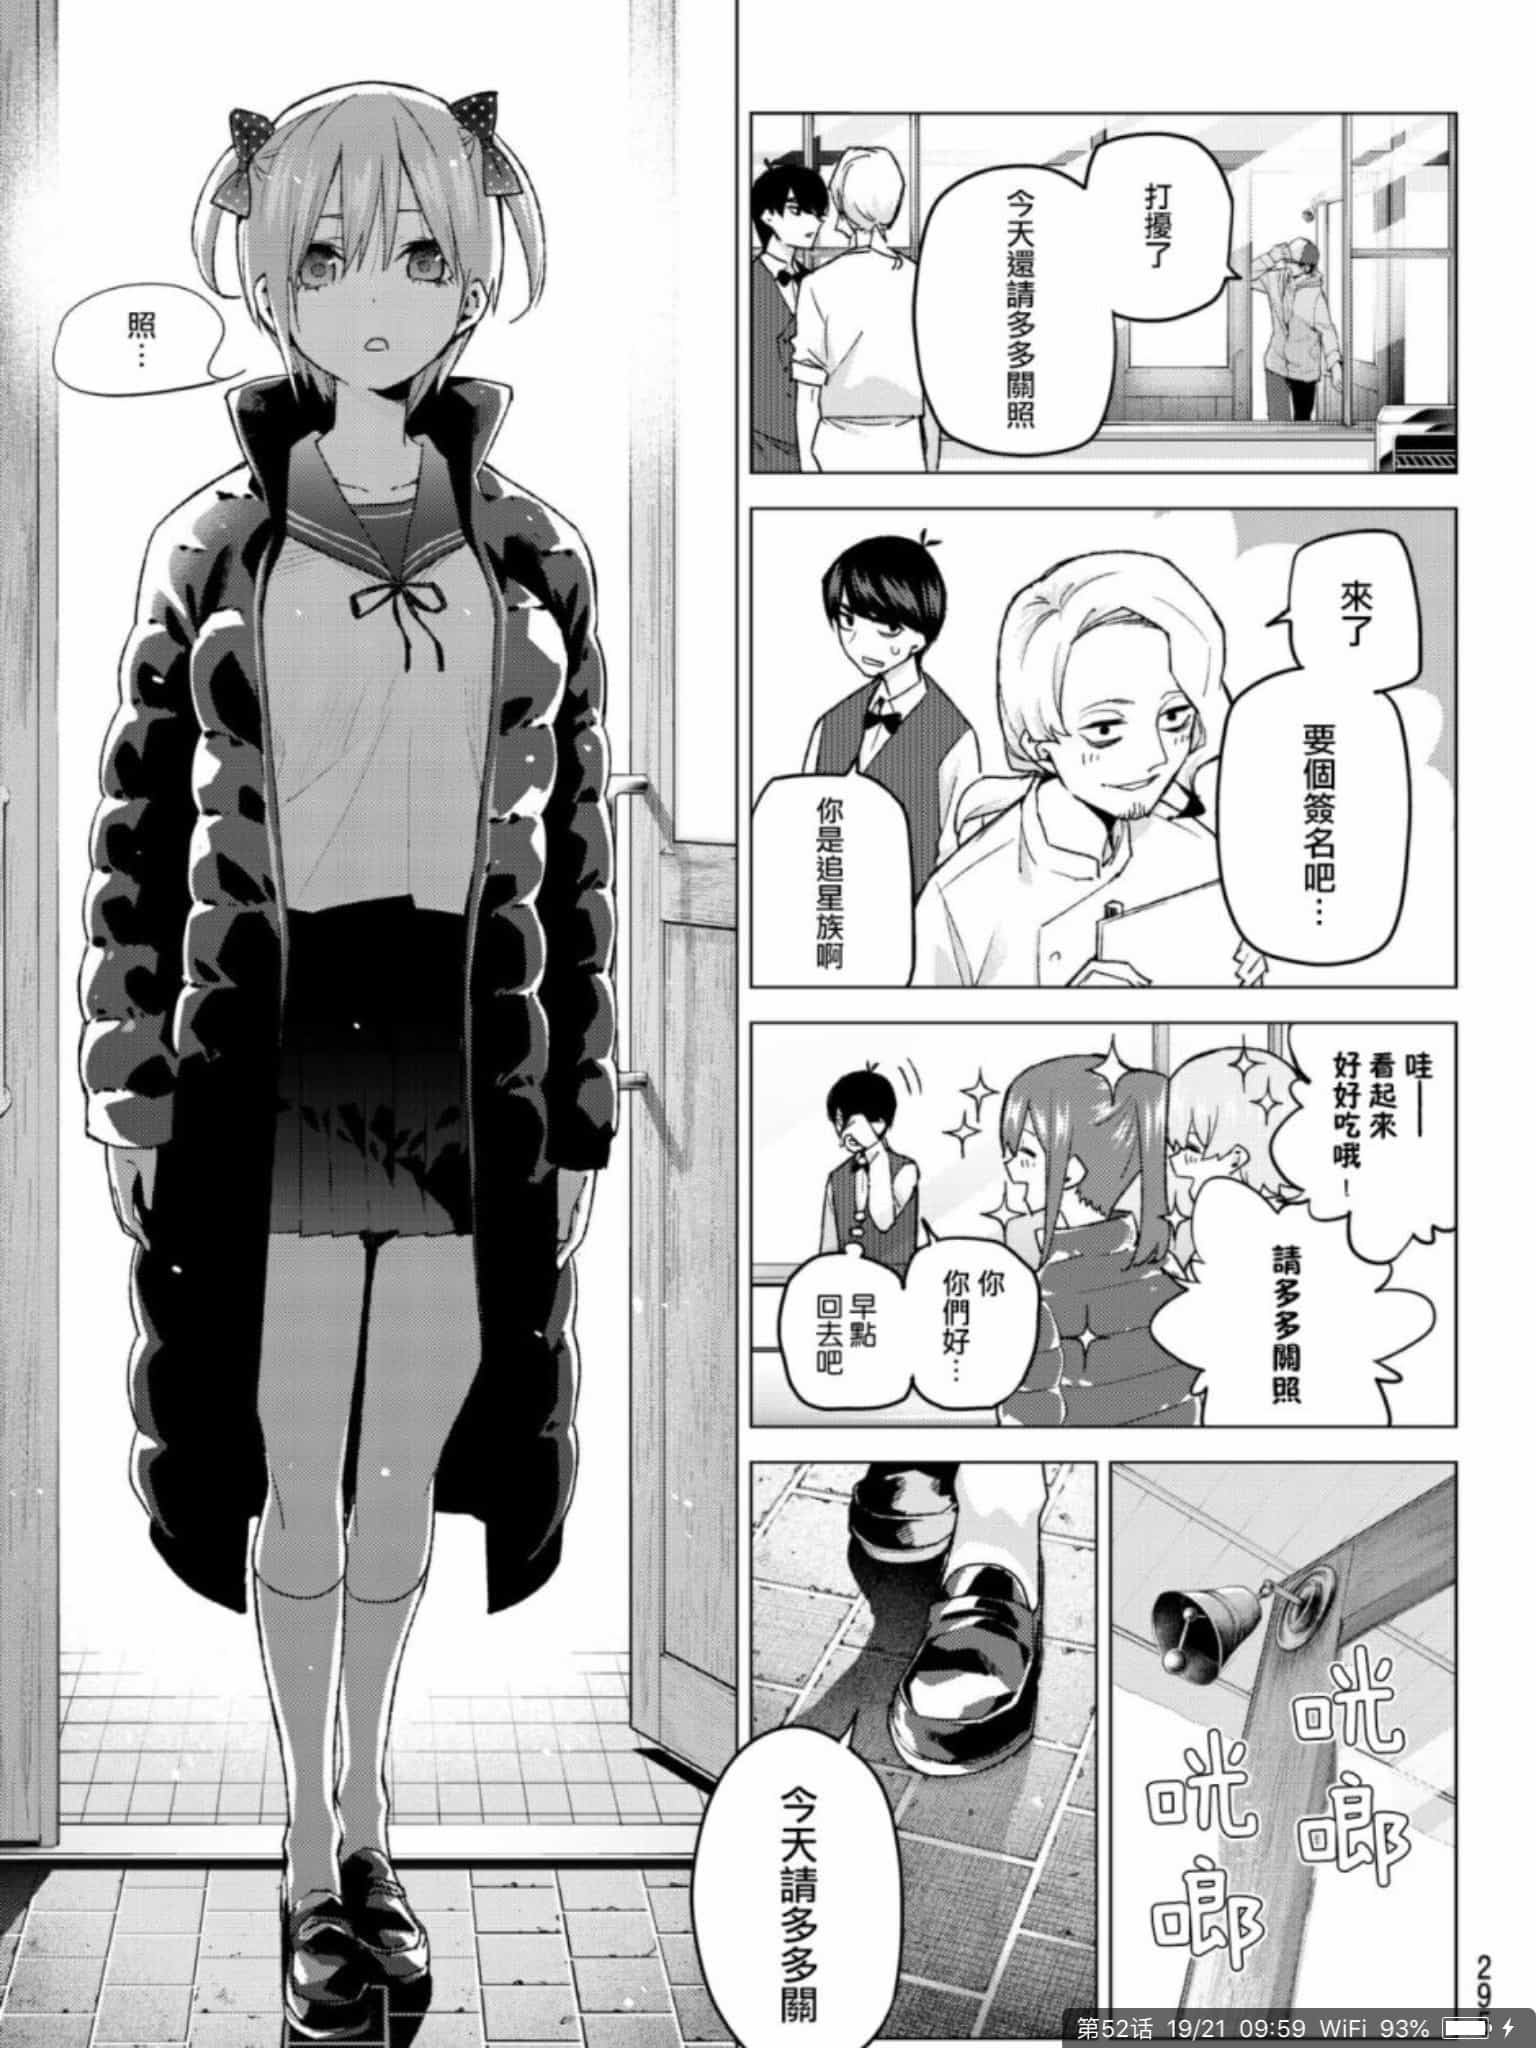 打擾了
今天還請多多關照
來了
要個簽名吧…
你是追星族啊
哇——
看起來
好好吃哦！
請多多關照
你
你們好…
早點
回去吧
咣啷
咣啷
今天請多多關
照…
第52话 19/21 09:59 WiFi 93%